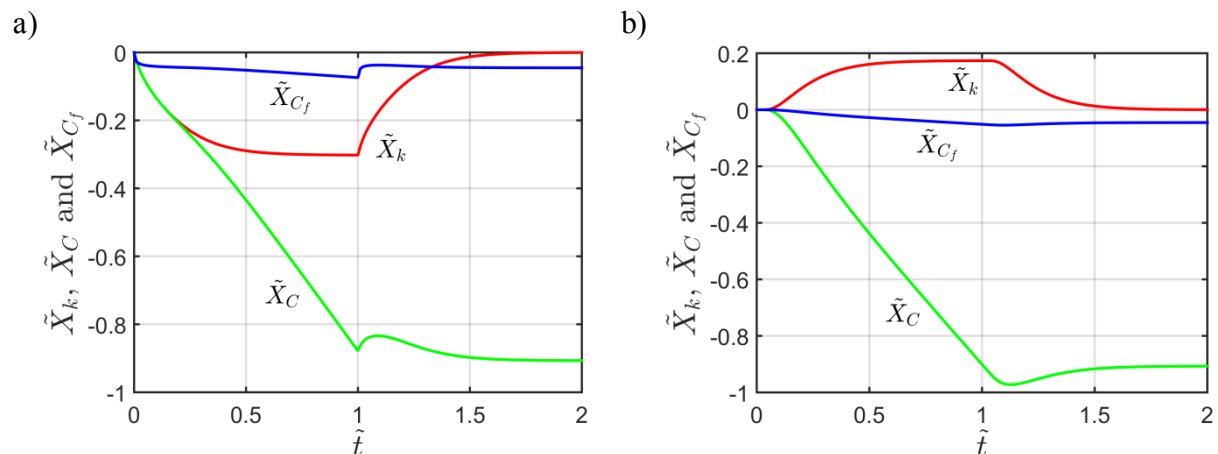 a)
0
-0.2
-0.4
-0.6
-0.8
-1
0
0.5
1
1.5
2
X̃_k, X̃_C and X̃_{C_f}
t̃
X̃_{C_f}
X̃_k
X̃_C
b)
0.2
0
-0.2
-0.4
-0.6
-0.8
-1
0
0.5
1
1.5
2
X̃_k, X̃_C and X̃_{C_f}
t̃
X̃_k
X̃_{C_f}
X̃_C